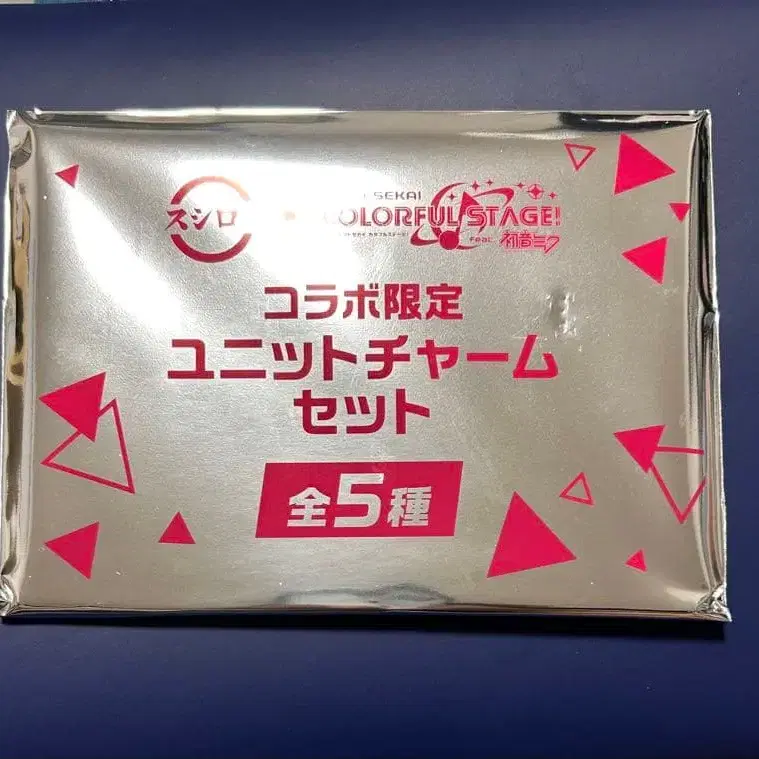 スシロー
SEKAI
COLORFUL STAGE!
feat. 初音ミク
コラボ限定
ユニットチャーム
セット
全5種